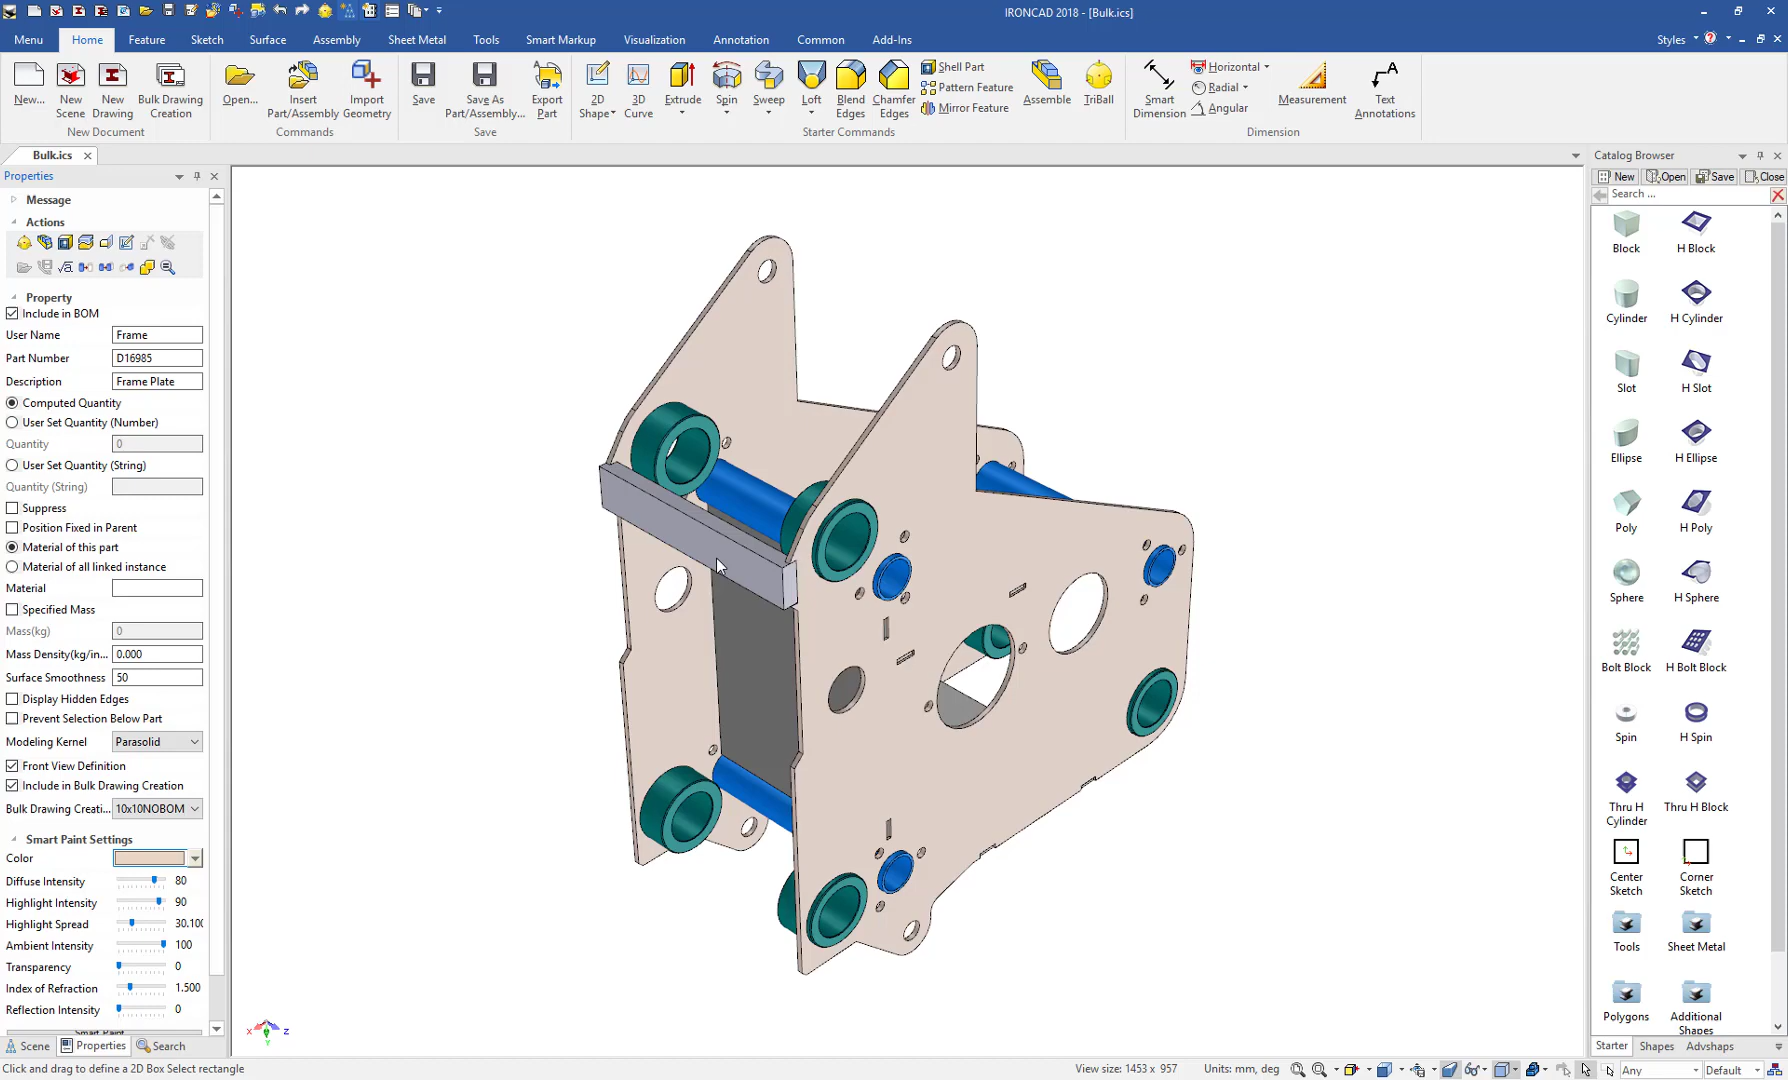 IRONCAD 2018 - [Bulk.ics]
Menu Home Feature Sketch Surface Assembly Sheet Metal Tools Smart Markup Visualization Annotation Common Add-Ins Styles
New... New Scene New Drawing Bulk Drawing Creation
New Document
Open... Insert Part/Assembly Import Geometry
Commands
Save Save As Part/Assembly... Export Part
Save
2D Shape 3D Curve Extrude Spin Sweep Loft Blend Edges Chamfer Edges Shell Part Pattern Feature Mirror Feature Assemble TriBall
Starter Commands
Smart Dimension Horizontal Radial Angular Measurement Text Annotations
Dimension
Bulk.ics
Properties
Message
Actions
Property
Include in BOM
User Name Frame
Part Number D16985
Description Frame Plate
Computed Quantity
User Set Quantity (Number)
Quantity 0
User Set Quantity (String)
Quantity (String)
Suppress
Position Fixed in Parent
Material of this part
Material of all linked instance
Material
Specified Mass
Mass(kg) 0
Mass Density(kg/in... 0.000
Surface Smoothness 50
Display Hidden Edges
Prevent Selection Below Part
Modeling Kernel Parasolid
Front View Definition
Include in Bulk Drawing Creation
Bulk Drawing Creati... 10x10NOBOM
Smart Paint Settings
Color
Diffuse Intensity 80
Highlight Intensity 90
Highlight Spread 30.100
Ambient Intensity 100
Transparency 0
Index of Refraction 1.500
Reflection Intensity 0
Smart Paint
Scene Properties Search
Click and drag to define a 2D Box Select rectangle
X Z
Y
Catalog Browser
New Open Save Close
Search ...
Block H Block
Cylinder H Cylinder
Slot H Slot
Ellipse H Ellipse
Poly H Poly
Sphere H Sphere
Bolt Block H Bolt Block
Spin H Spin
Thru H Cylinder Thru H Block
Center Sketch Corner Sketch
Tools Sheet Metal
Polygons Additional Shapes
Starter Shapes Advshaps
View size: 1453 x 957 Units: mm, deg Any Default